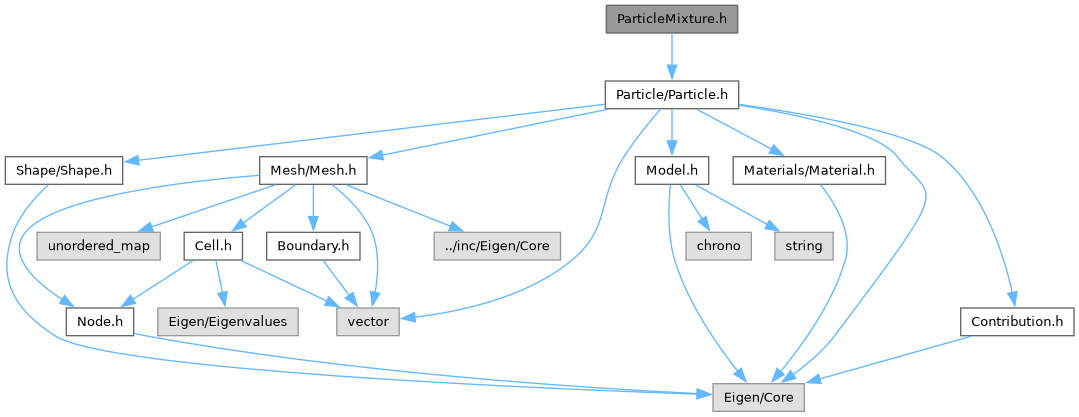 ParticleMixture.h
Particle/Particle.h
Shape/Shape.h
Mesh/Mesh.h
Model.h
Materials/Material.h
unordered_map
Cell.h
Boundary.h
../inc/Eigen/Core
chrono
string
Node.h
Eigen/Eigenvalues
vector
Contribution.h
Eigen/Core